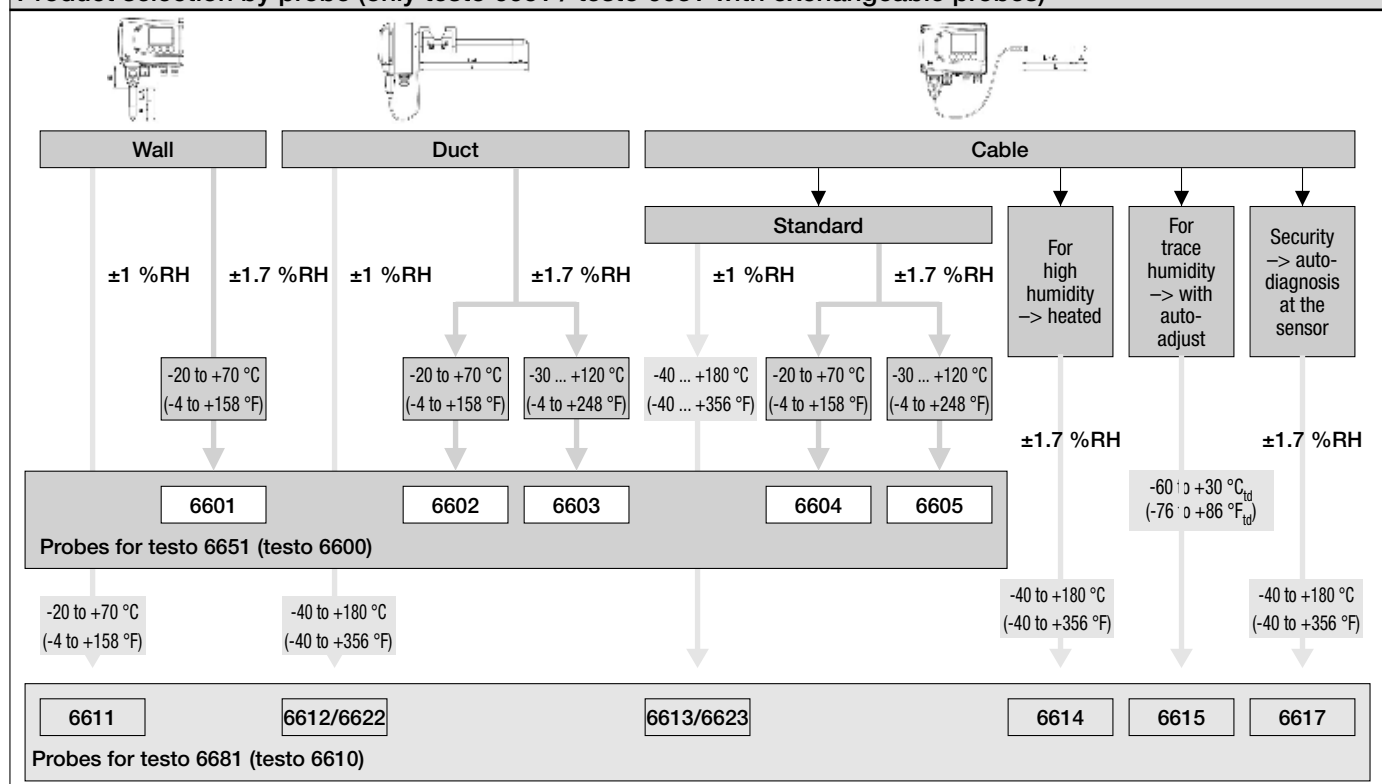 Product selection by probe (only testo / testo with exchangeable probes)
Wall
Duct
Cable
Standard
For
high
humidity
–> heated
For
trace
humidity
–> with
auto-
adjust
Security
–> auto-
diagnosis
at the
sensor
±1 %RH
±1.7 %RH
±1 %RH
±1.7 %RH
±1 %RH
±1.7 %RH
-20 to +70 °C
(-4 to +158 °F)
-20 to +70 °C
(-4 to +158 °F)
-30 ... +120 °C
(-4 to +248 °F)
-40 ... +180 °C
(-40 ... +356 °F)
-20 to +70 °C
(-4 to +158 °F)
-30 ... +120 °C
(-4 to +248 °F)
±1.7 %RH
±1.7 %RH
-60 to +30 °Ctd
(-76 to +86 °Ftd)
6601
6602
6603
6604
6605
Probes for testo 6651 (testo 6600)
-20 to +70 °C
(-4 to +158 °F)
-40 to +180 °C
(-40 to +356 °F)
-40 to +180 °C
(-40 to +356 °F)
-40 to +180 °C
(-40 to +356 °F)
6611
6612/6622
6613/6623
6614
6615
6617
Probes for testo 6681 (testo 6610)